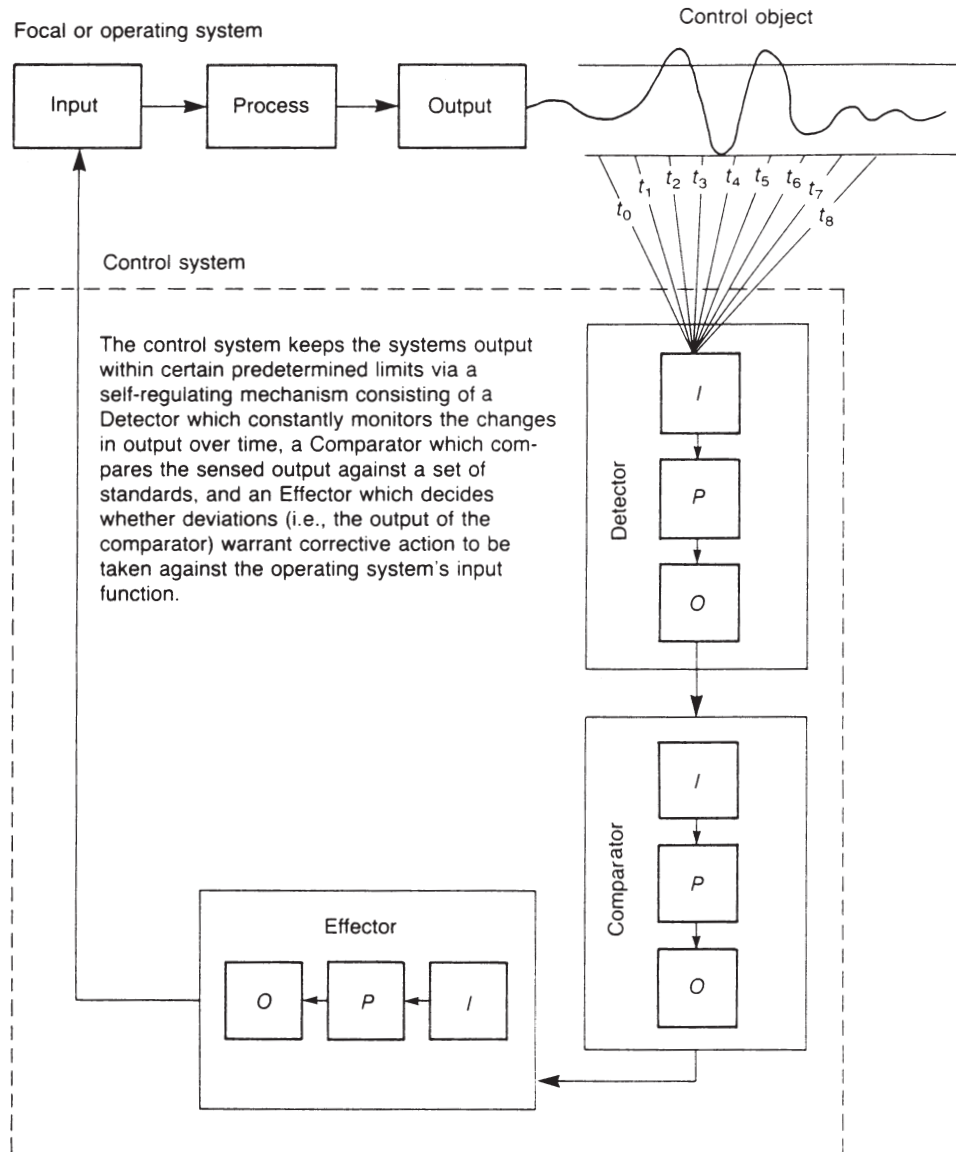 Control object
Focal or operating system
Input
Process
Output
t0
t1
t2
t3
t4
t5
t6
t7
t8
Control system
The control system keeps the systems output
within certain predetermined limits via a
self-regulating mechanism consisting of a
Detector which constantly monitors the changes
in output over time, a Comparator which com-
pares the sensed output against a set of
standards, and an Effector which decides
whether deviations (i.e., the output of the
comparator) warrant corrective action to be
taken against the operating system's input
function.
Detector
I
P
O
Comparator
I
P
O
Effector
O
P
I